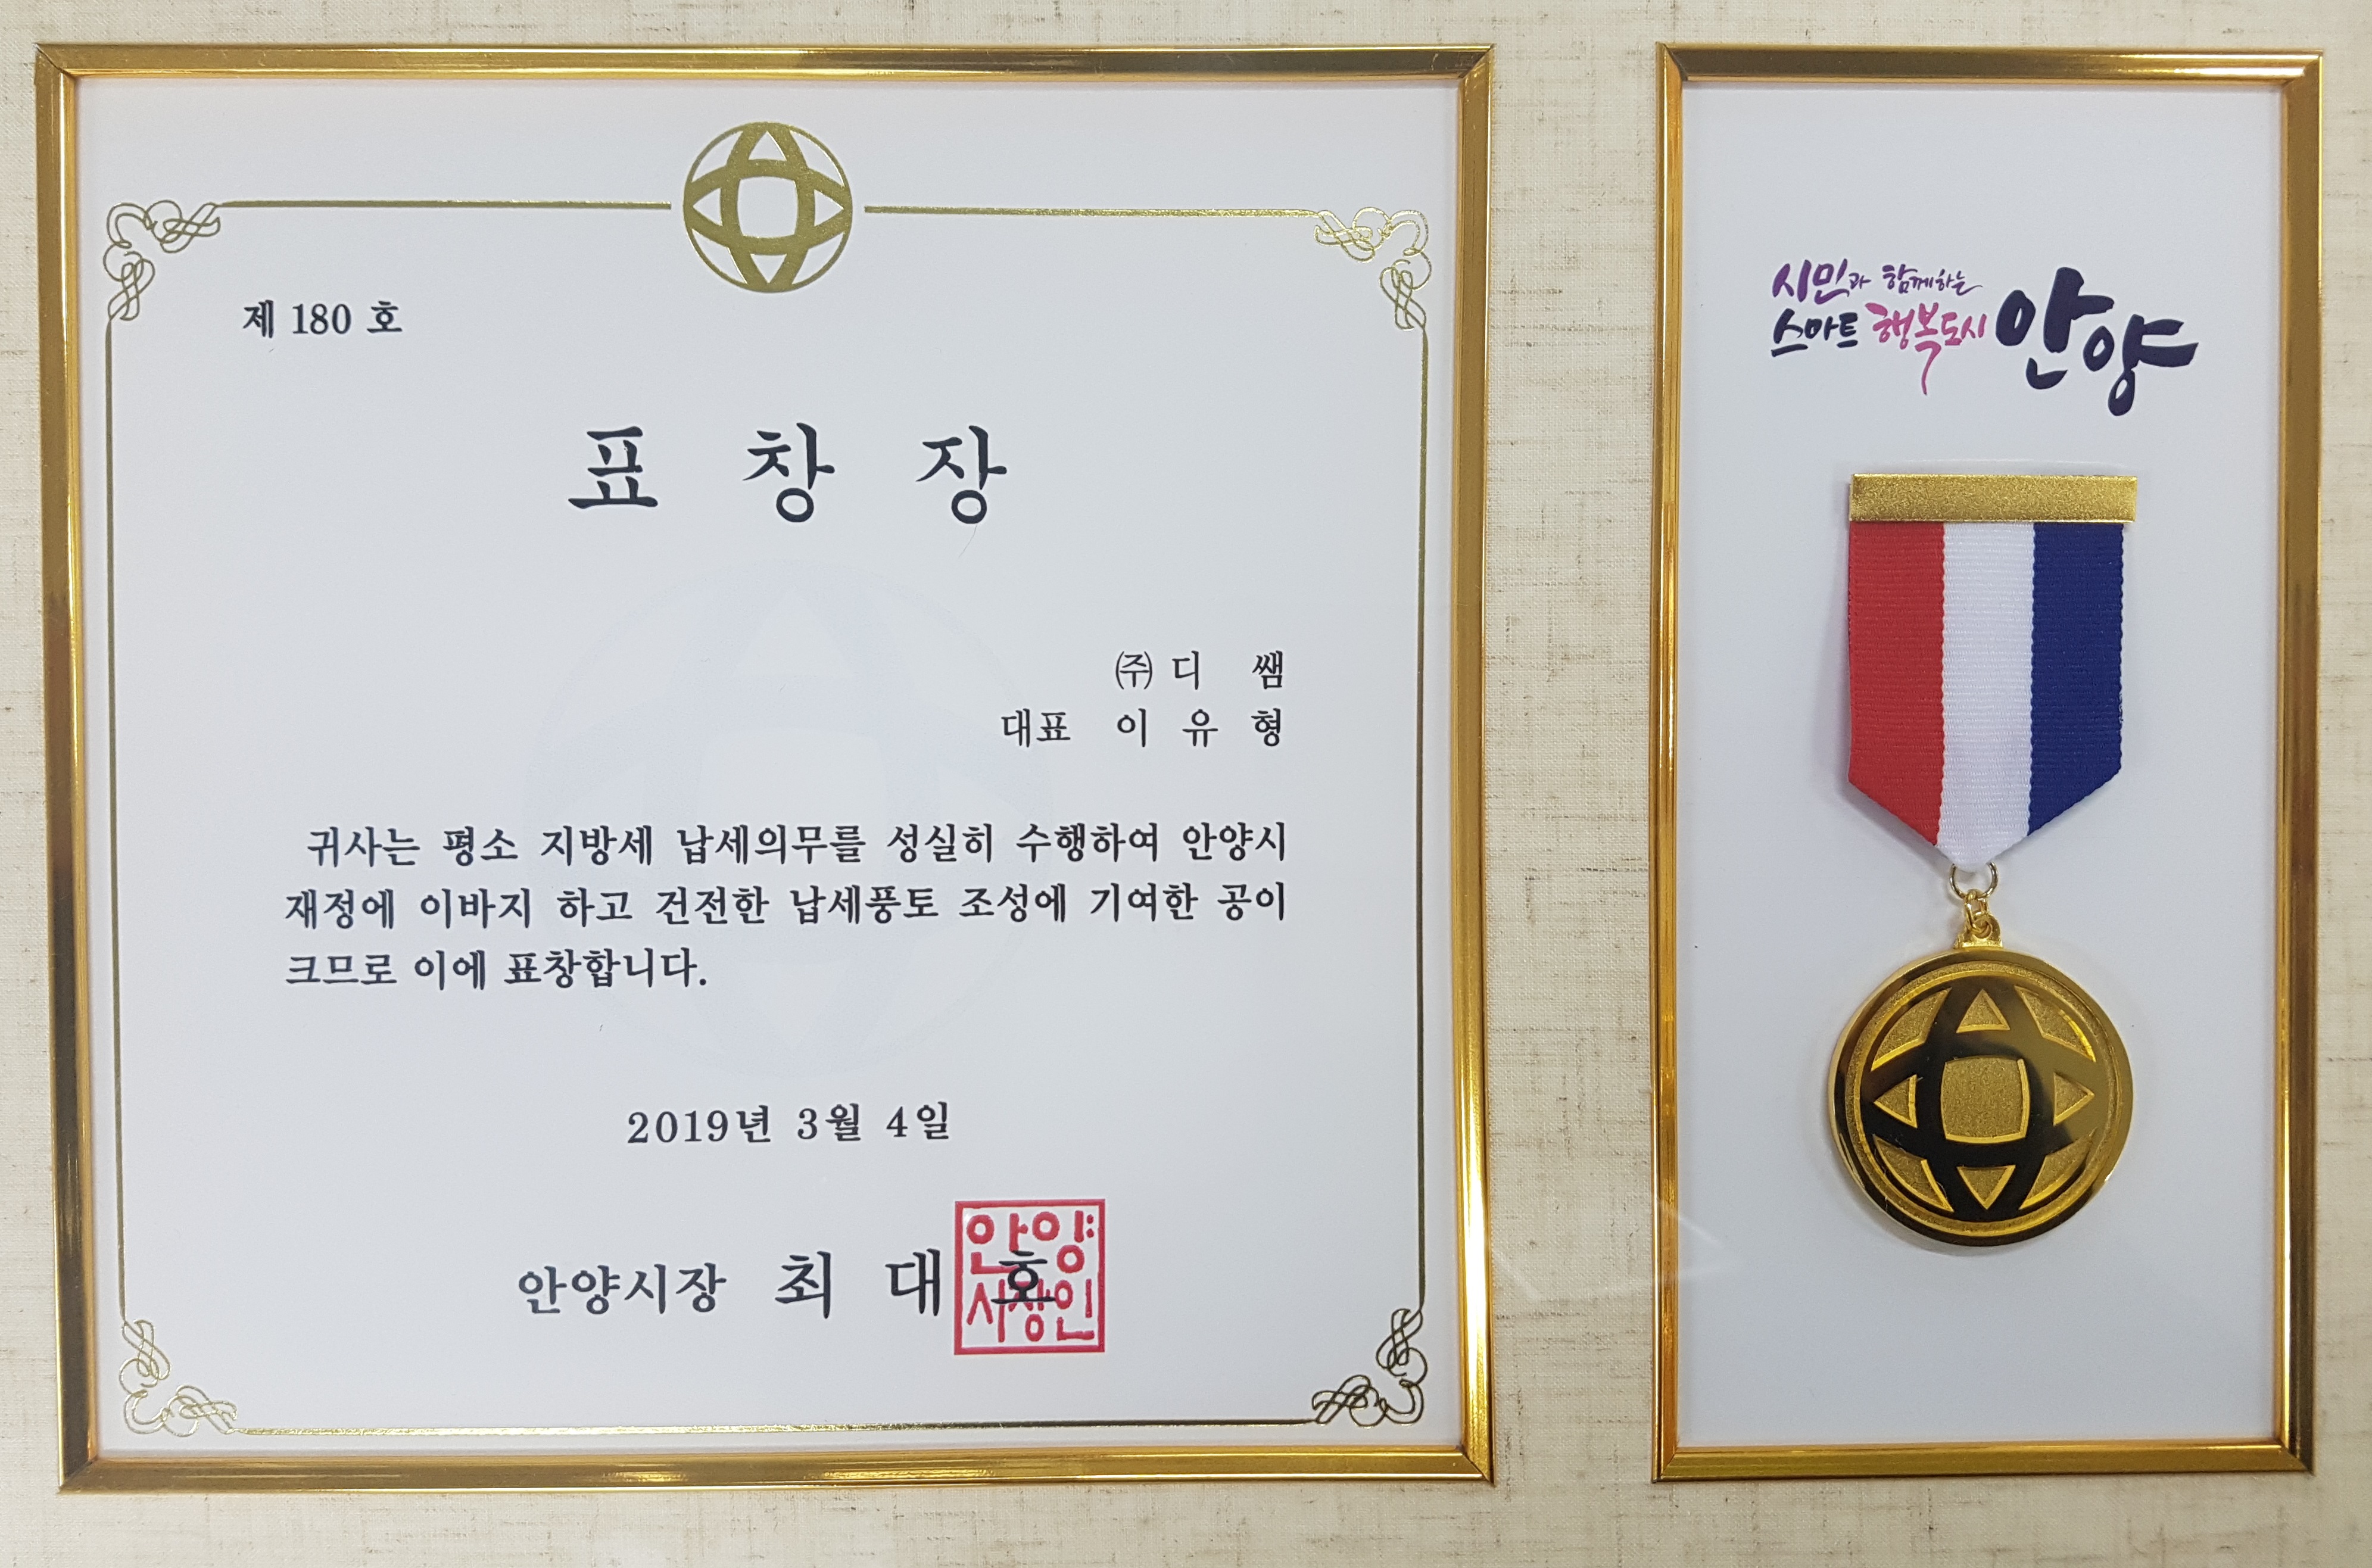 제 180 호
표 창 장
㈜ 디 쌤
대표 이 유 형
귀사는 평소 지방세 납세의무를 성실히 수행하여 안양시
재정에 이바지 하고 건전한 납세풍토 조성에 기여한 공이
크므로 이에 표창합니다.
2019년 3월 4일
안양시장 최 대 호
안양
시장인
시민과 함께하는
스마트 행복도시 안양